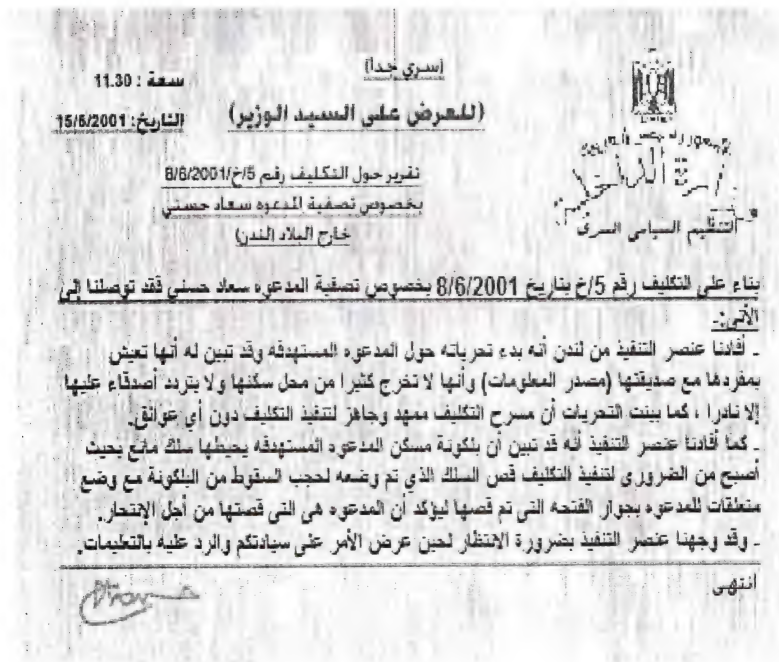 (سري جدا)
سعة : 11.30
(للعرض على السيد الوزير)
التاريخ: 15/6/2001
التنظيم السياسي السري
تقرير حول التكليف رقم 5/خ/8/6/2001
بخصوص تصفية المدعوه سعاد حسني
خارج البلاد (لندن)
بناء على التكليف رقم 5/خ بتاريخ 8/6/2001 بخصوص تصفية المدعوه سعاد حسني فقد توصلنا إلى
الأتي:-
- أفادنا عنصر التنفيذ من لندن أنه بدء تحرياته حول المدعوه المستهدفه وقد تبين له أنها تعيش
بمفردها مع صديقتها (مصدر المعلومات) وأنها لا تخرج كثيرا من محل سكنها ولا يتردد أصدقاء عليها
إلا نادرا ، كما بينت التحريات أن مسرح التكليف ممهد وجاهز لتنفيذ التكليف دون أي عوائق.
- كما أفادنا عنصر التنفيذ أنه قد تبين أن بلكونة مسكن المدعوه المستهدفه يحيطها سلك مانع بحيث
أصبح من الضروري لتنفيذ التكليف قص السلك الذي تم وضعه لحجب السقوط من البلكونة مع وضع
متعلقات للمدعوه بجوار الفتحه التى تم قصها ليؤكد أن المدعوه هى التى قصتها من أجل الإنتحار.
- وقد وجهنا عنصر التنفيذ بضرورة الانتظار لحين عرض الأمر على سيادتكم والرد عليه بالتعليمات.
انتهى